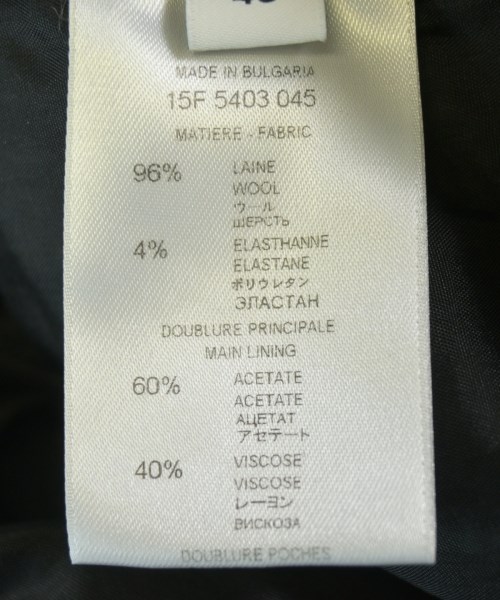 MADE IN BULGARIA
15F 5403 045
MATIERE - FABRIC
96% LAINE
WOOL
ウール
ШЕРСТЬ
4% ELASTHANNE
ELASTANE
ポリウレタン
ЭЛАСТАН
DOUBLURE PRINCIPALE
MAIN LINING
60% ACETATE
ACETATE
АЦЕТАТ
アセテート
40% VISCOSE
VISCOSE
レーヨン
ВИСКОЗА
DOUBLURE POCHES